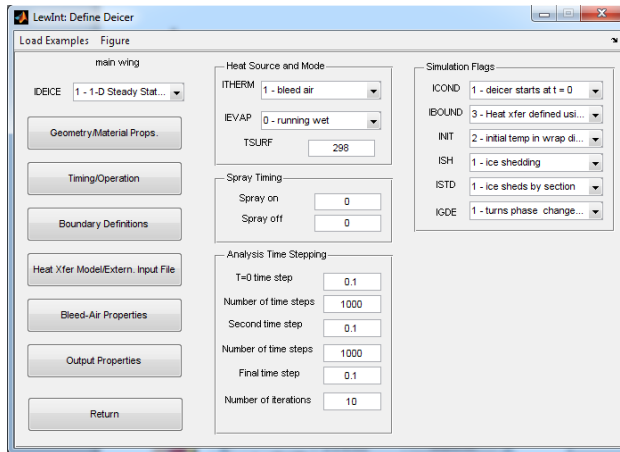 LewInt: Define Deicer
Load Examples Figure
main wing
IDEICE 1 - 1-D Steady Stat...
Geometry/Material Props.
Timing/Operation
Boundary Definitions
Heat Xfer Model/Extern. Input File
Bleed-Air Properties
Output Properties
Return
Heat Source and Mode
ITHERM 1 - bleed air
IEVAP 0 - running wet
TSURF 298
Spray Timing
Spray on 0
Spray off 0
Analysis Time Stepping
T=0 time step 0.1
Number of time steps 1000
Second time step 0.1
Number of time steps 1000
Final time step 0.1
Number of iterations 10
Simulation Flags
ICOND 1 - deicer starts at t = 0
IBOUND 3 - Heat xfer defined usi...
INIT 2 - initial temp in wrap di...
ISH 1 - ice shedding
ISTD 1 - ice sheds by section
IGDE 1 - turns phase change...